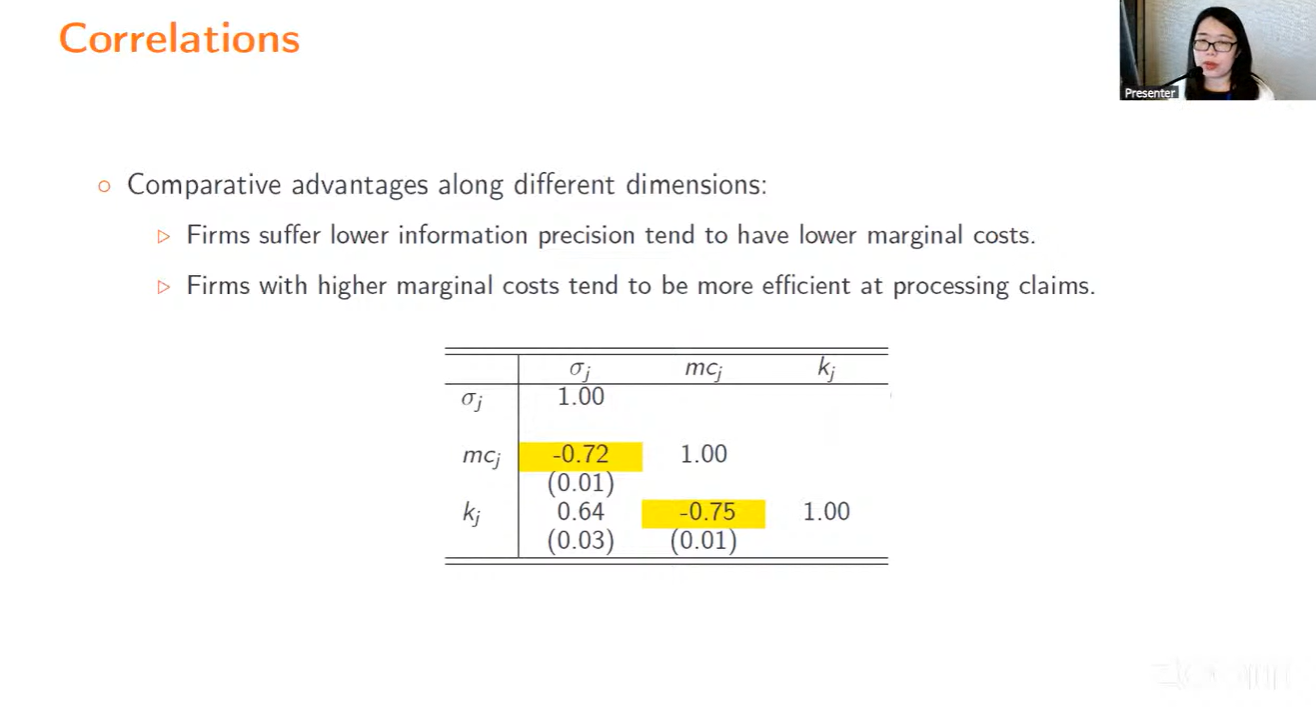 Correlations
Presenter
○ Comparative advantages along different dimensions:
▷ Firms suffer lower information precision tend to have lower marginal costs.
▷ Firms with higher marginal costs tend to be more efficient at processing claims.
σj mcj kj
σj 1.00
mcj -0.72 1.00
(0.01)
kj 0.64 -0.75 1.00
(0.03) (0.01)